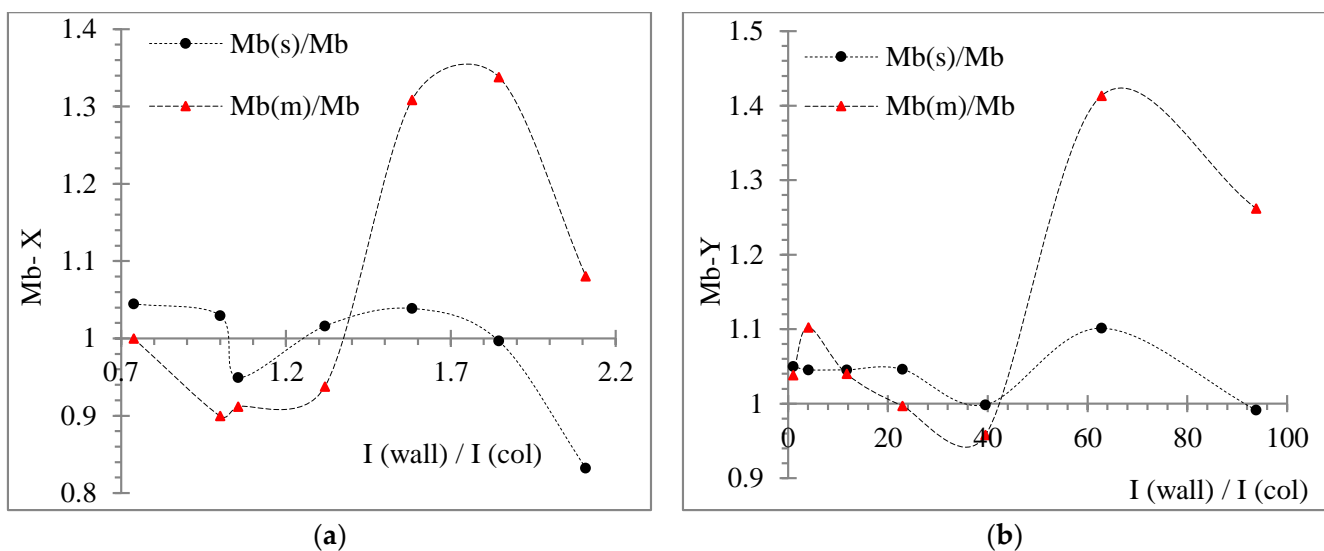 1.4
1.3
1.2
1.1
1
0.9
0.8
0.7
1.2
1.7
2.2
Mb- X
I (wall) / I (col)
Mb(s)/Mb
Mb(m)/Mb
(a)
1.5
1.4
1.3
1.2
1.1
1
0.9
0
20
40
60
80
100
Mb-Y
I (wall) / I (col)
Mb(s)/Mb
Mb(m)/Mb
(b)